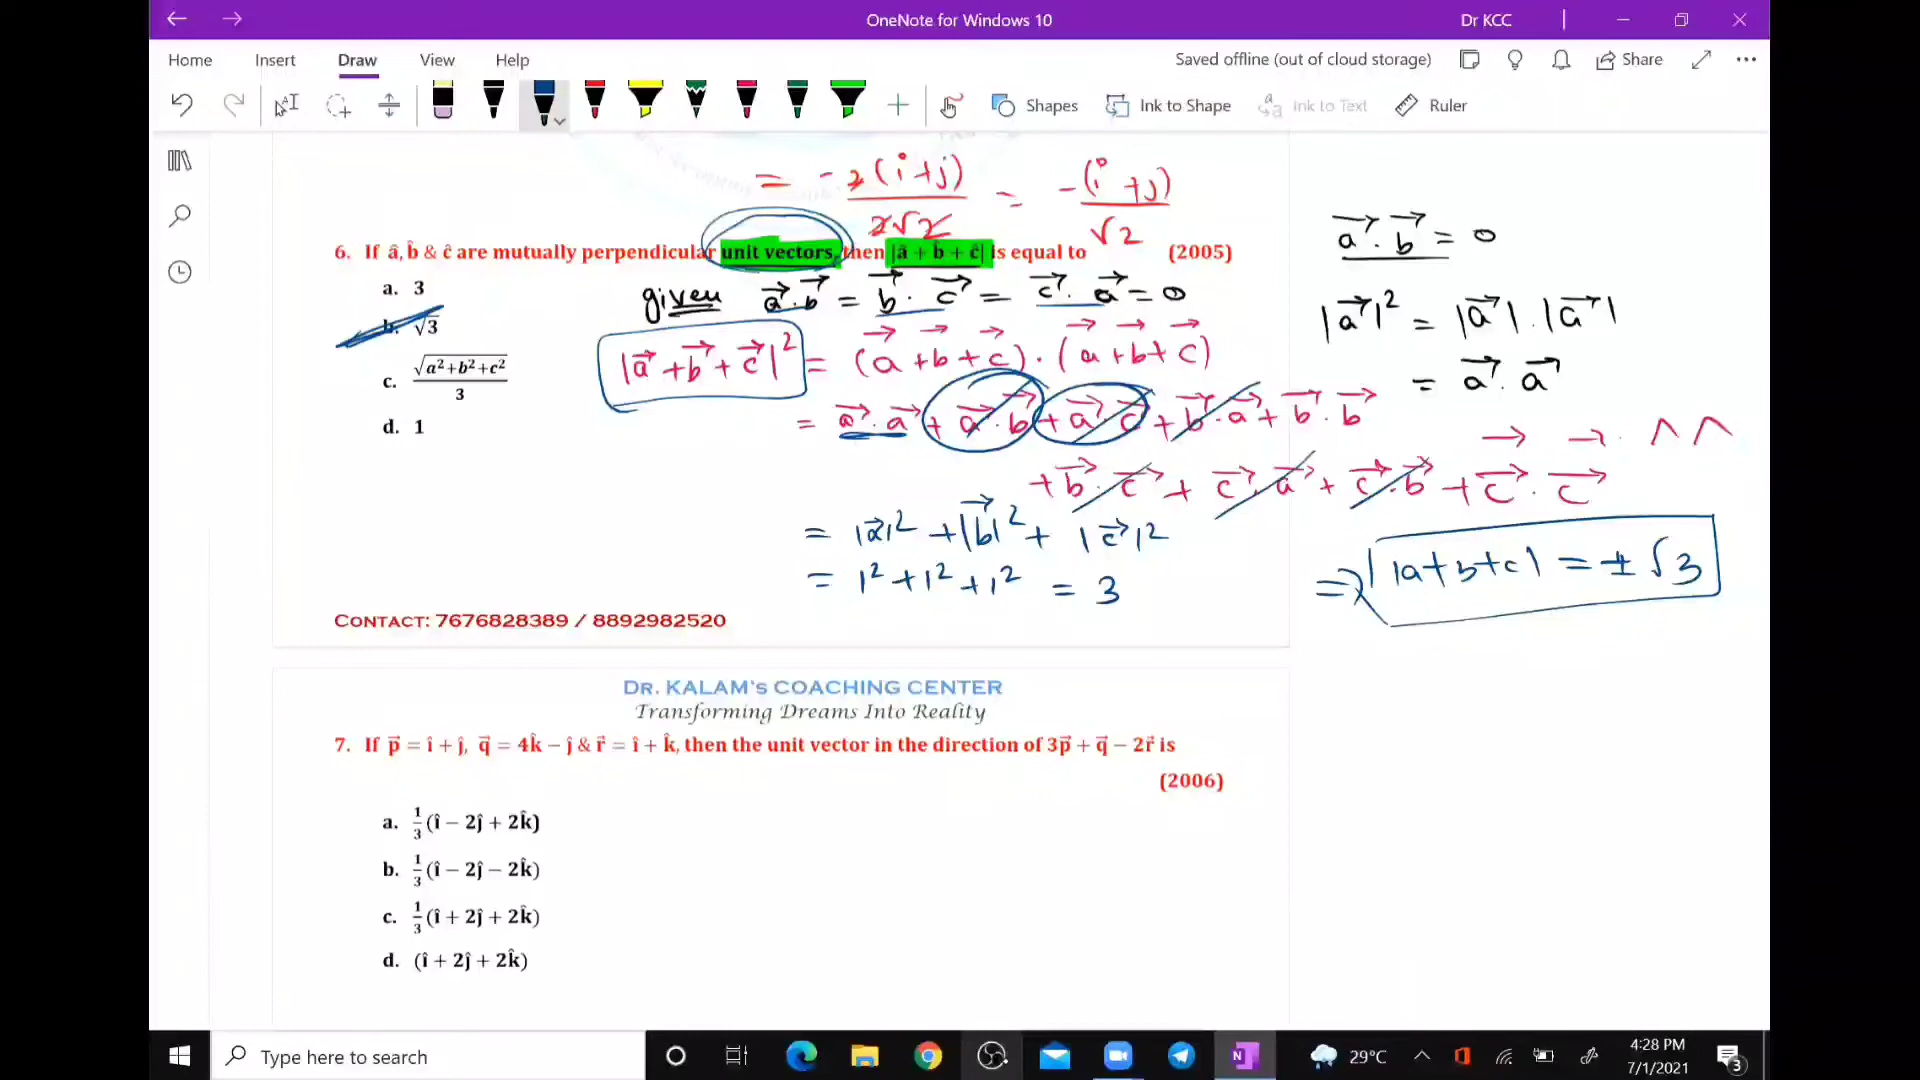 OneNote for Windows 10
Dr KCC
Home Insert Draw View Help
Saved offline (out of cloud storage)
Share
Shapes
Ink to Shape
Ink to Text
Ruler
= -2(i+j)/2√2 = -(i+j)/√2
6. If â, b̂ & ĉ are mutually perpendicular unit vectors, then |â + b̂ + ĉ| is equal to (2005)
a. 3
b. √3
c. √a²+b²+c² / 3
d. 1
given a⃗.b⃗ = b⃗.c⃗ = c⃗.a⃗ = 0
|a⃗+b⃗+c⃗|² = (a⃗+b⃗+c⃗).(a⃗+b⃗+c⃗)
= a⃗.a⃗ + a⃗.b⃗ + a⃗.c⃗ + b⃗.a⃗ + b⃗.b⃗
+ b⃗.c⃗ + c⃗.a⃗ + c⃗.b⃗ + c⃗.c⃗
= |a⃗|² + |b⃗|² + |c⃗|²
= 1² + 1² + 1² = 3
a⃗.b⃗ = 0
|a⃗|² = |a⃗|.|a⃗|
= a⃗.a⃗
⇒ |a+b+c| = ±√3
CONTACT: 7676828389 / 8892982520
DR. KALAM's COACHING CENTER
Transforming Dreams Into Reality
7. If p⃗ = î + ĵ, q⃗ = 4k̂ − ĵ & r⃗ = î + k̂, then the unit vector in the direction of 3p⃗ + q⃗ − 2r⃗ is
(2006)
a. 1/3 (î − 2ĵ + 2k̂)
b. 1/3 (î − 2ĵ − 2k̂)
c. 1/3 (î + 2ĵ + 2k̂)
d. (î + 2ĵ + 2k̂)
Type here to search
29°C
4:28 PM
7/1/2021
3